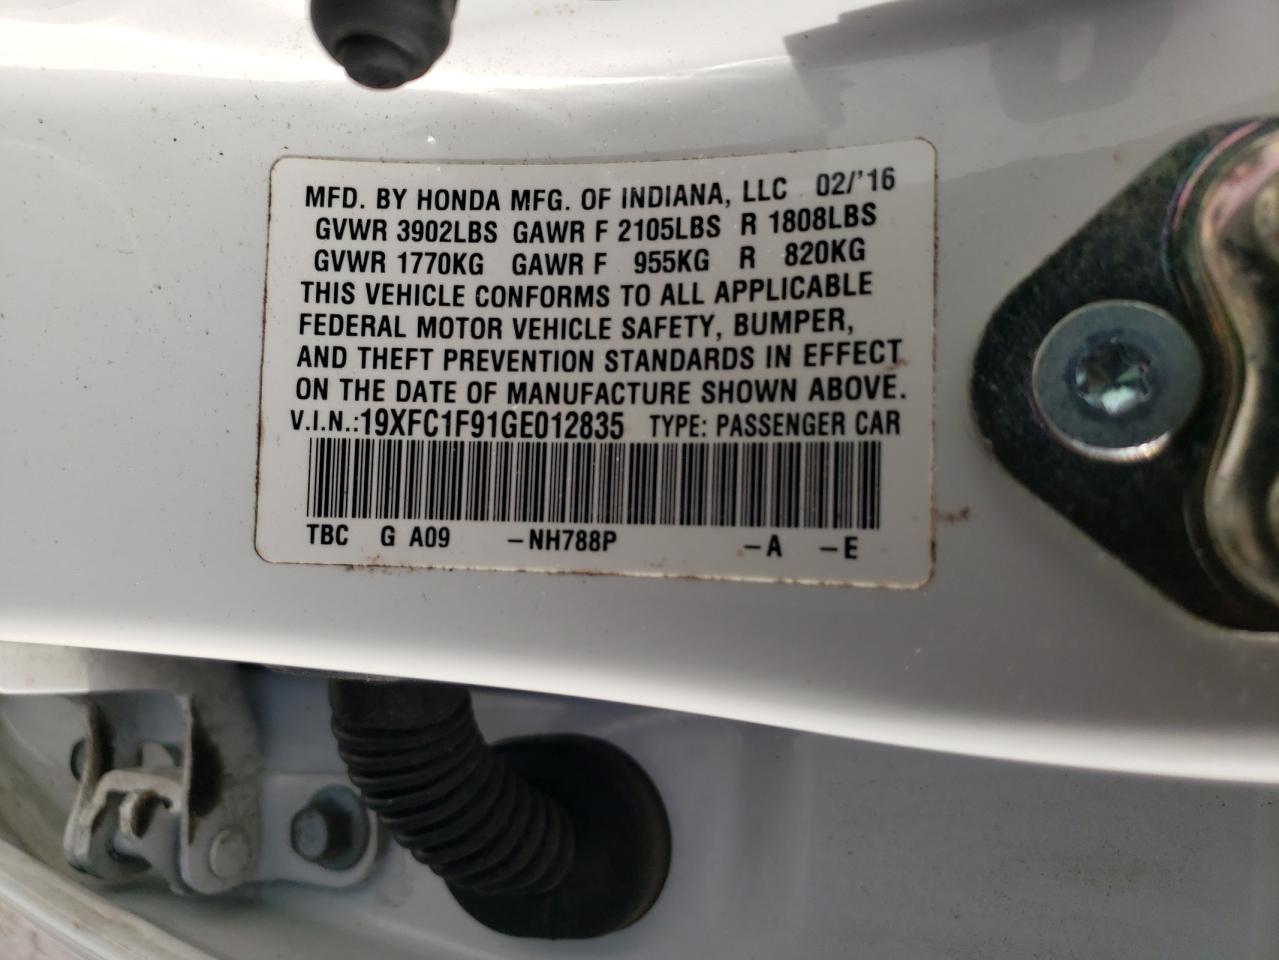 MFD. BY HONDA MFG. OF INDIANA, LLC 02/'16
GVWR 3902LBS GAWR F 2105LBS R 1808LBS
GVWR 1770KG GAWR F 955KG R 820KG
THIS VEHICLE CONFORMS TO ALL APPLICABLE
FEDERAL MOTOR VEHICLE SAFETY, BUMPER,
AND THEFT PREVENTION STANDARDS IN EFFECT
ON THE DATE OF MANUFACTURE SHOWN ABOVE.
V.I.N.:19XFC1F91GE012835 TYPE: PASSENGER CAR
TBC G A09 -NH788P -A -E